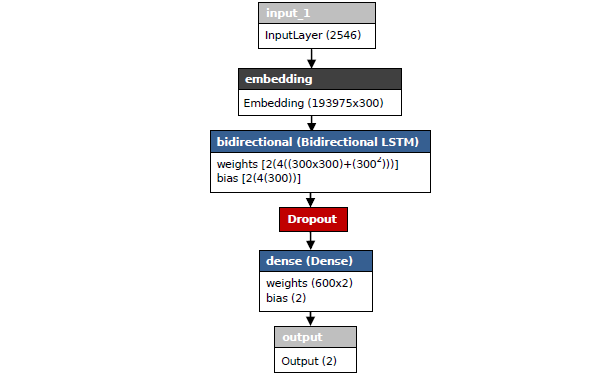 input_1
InputLayer (2546)
embedding
Embedding (193975x300)
bidirectional (Bidirectional LSTM)
weights [2(4((300x300)+(300²)))]
bias [2(4(300))]
Dropout
dense (Dense)
weights (600x2)
bias (2)
output
Output (2)